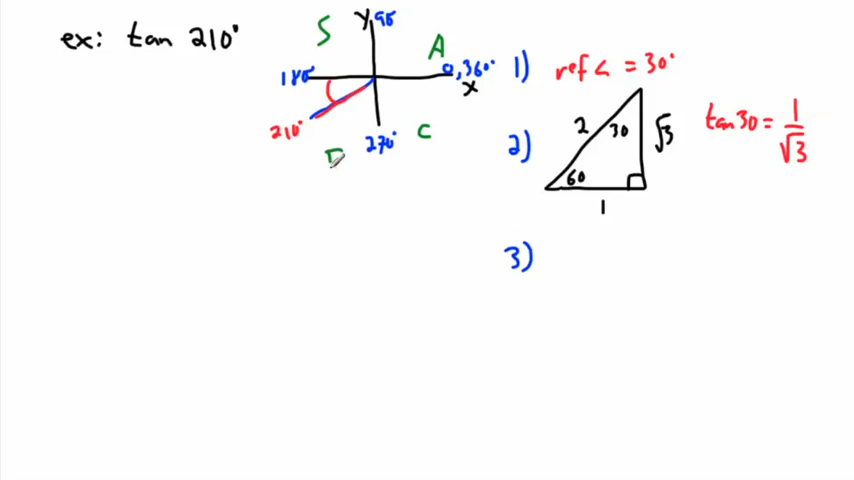 ex: tan 210°
S
y
90
A
180°
0, 360°
x
210°
270°
C
1) ref < = 30°
2)
2
30
√3
60
1
tan 30 = 1/√3
3)